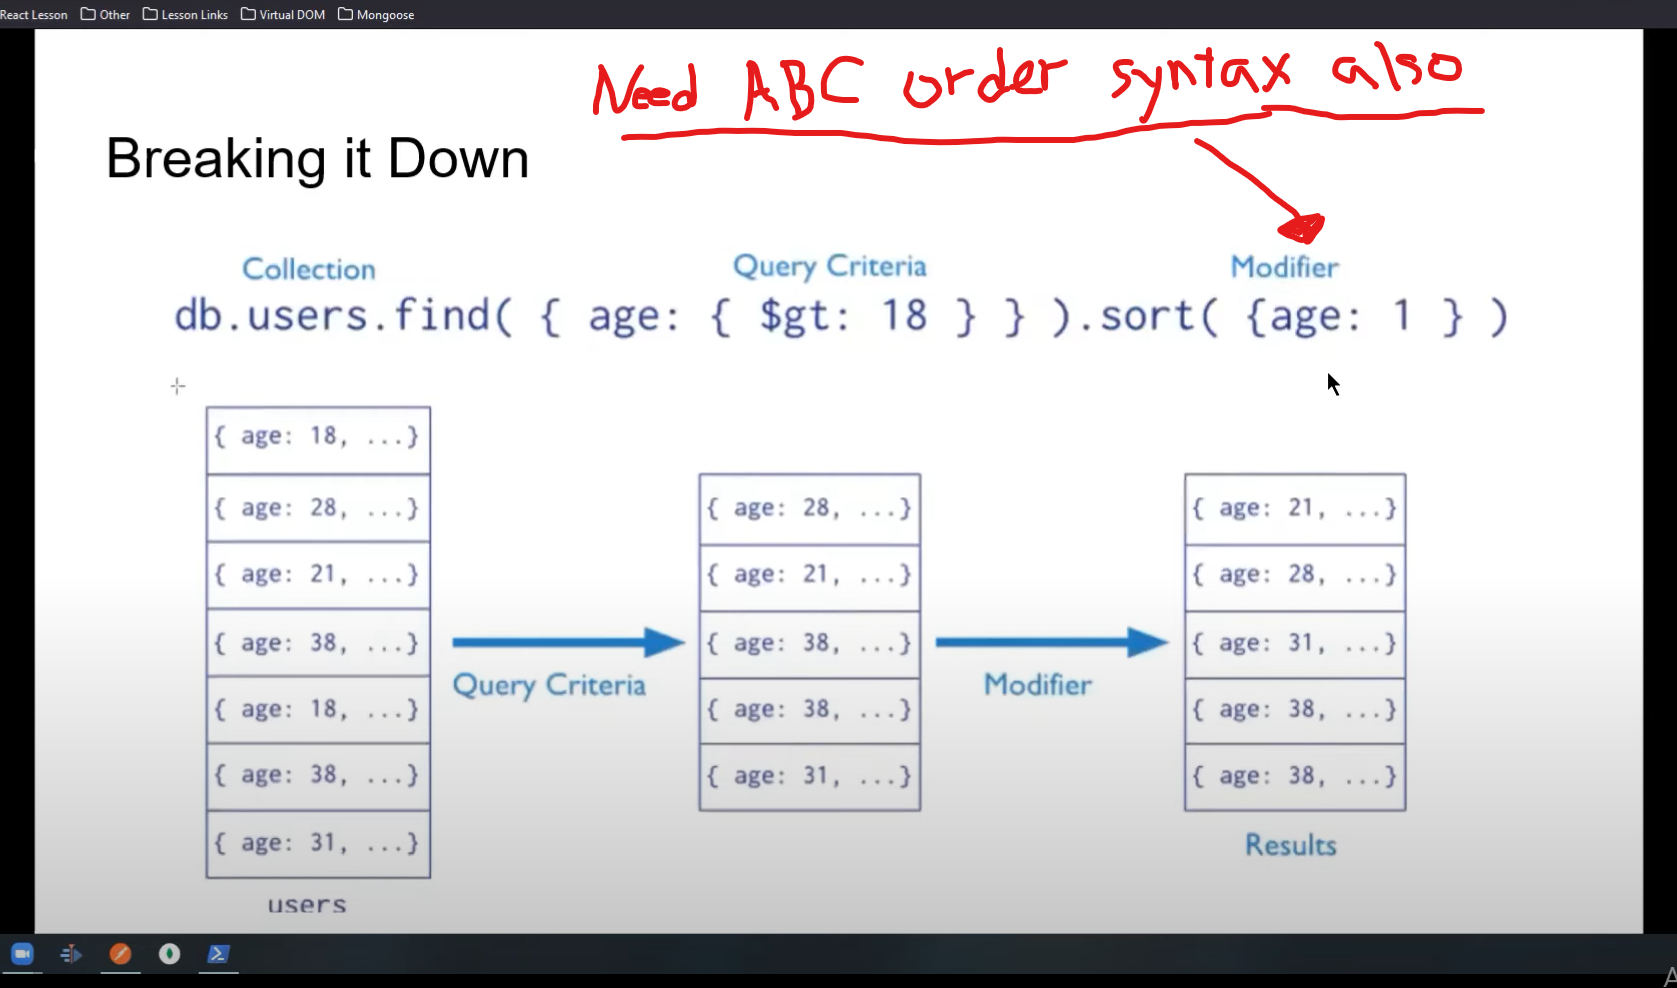 React Lesson Other Lesson Links Virtual DOM Mongoose
Need ABC order syntax also
Breaking it Down
Collection Query Criteria Modifier
db.users.find( { age: { $gt: 18 } } ).sort( {age: 1 } )
{ age: 18, ...}
{ age: 28, ...} { age: 28, ...} { age: 21, ...}
{ age: 21, ...} { age: 21, ...} { age: 28, ...}
{ age: 38, ...} { age: 38, ...} { age: 31, ...}
Query Criteria Modifier
{ age: 18, ...} { age: 38, ...} { age: 38, ...}
{ age: 38, ...} { age: 31, ...} { age: 38, ...}
{ age: 31, ...} Results
users